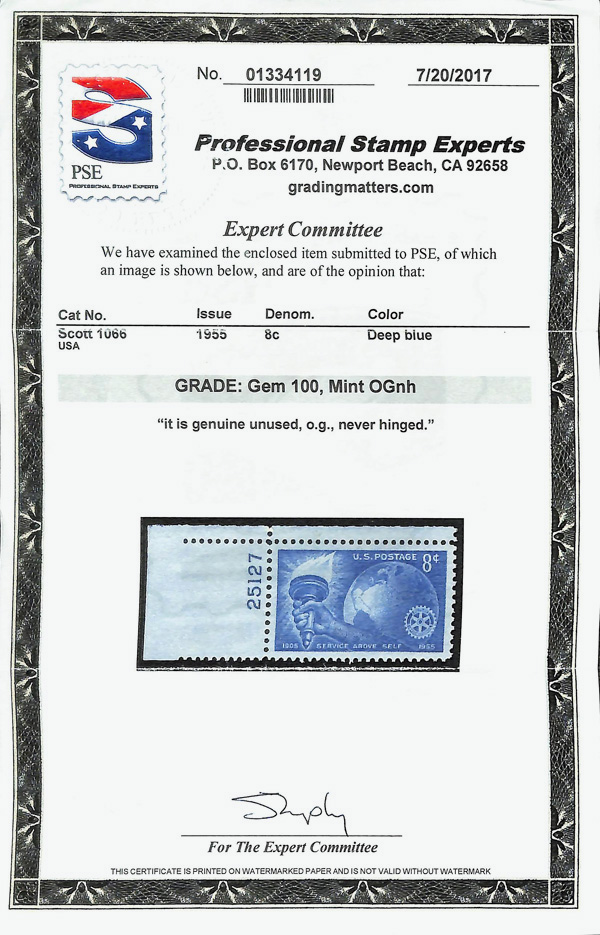 No. 01334119 7/20/2017
PSE
PROFESSIONAL STAMP EXPERTS
Professional Stamp Experts
P.O. Box 6170, Newport Beach, CA 92658
gradingmatters.com
Expert Committee
We have examined the enclosed item submitted to PSE, of which
an image is shown below, and are of the opinion that:
Cat No. Issue Denom. Color
Scott 1066 1955 8c Deep blue
USA
GRADE: Gem 100, Mint OGnh
“it is genuine unused, o.g., never hinged.”
25127
U.S. POSTAGE 8¢
1905 SERVICE ABOVE SELF 1955
For The Expert Committee
THIS CERTIFICATE IS PRINTED ON WATERMARKED PAPER AND IS NOT VALID WITHOUT WATERMARK